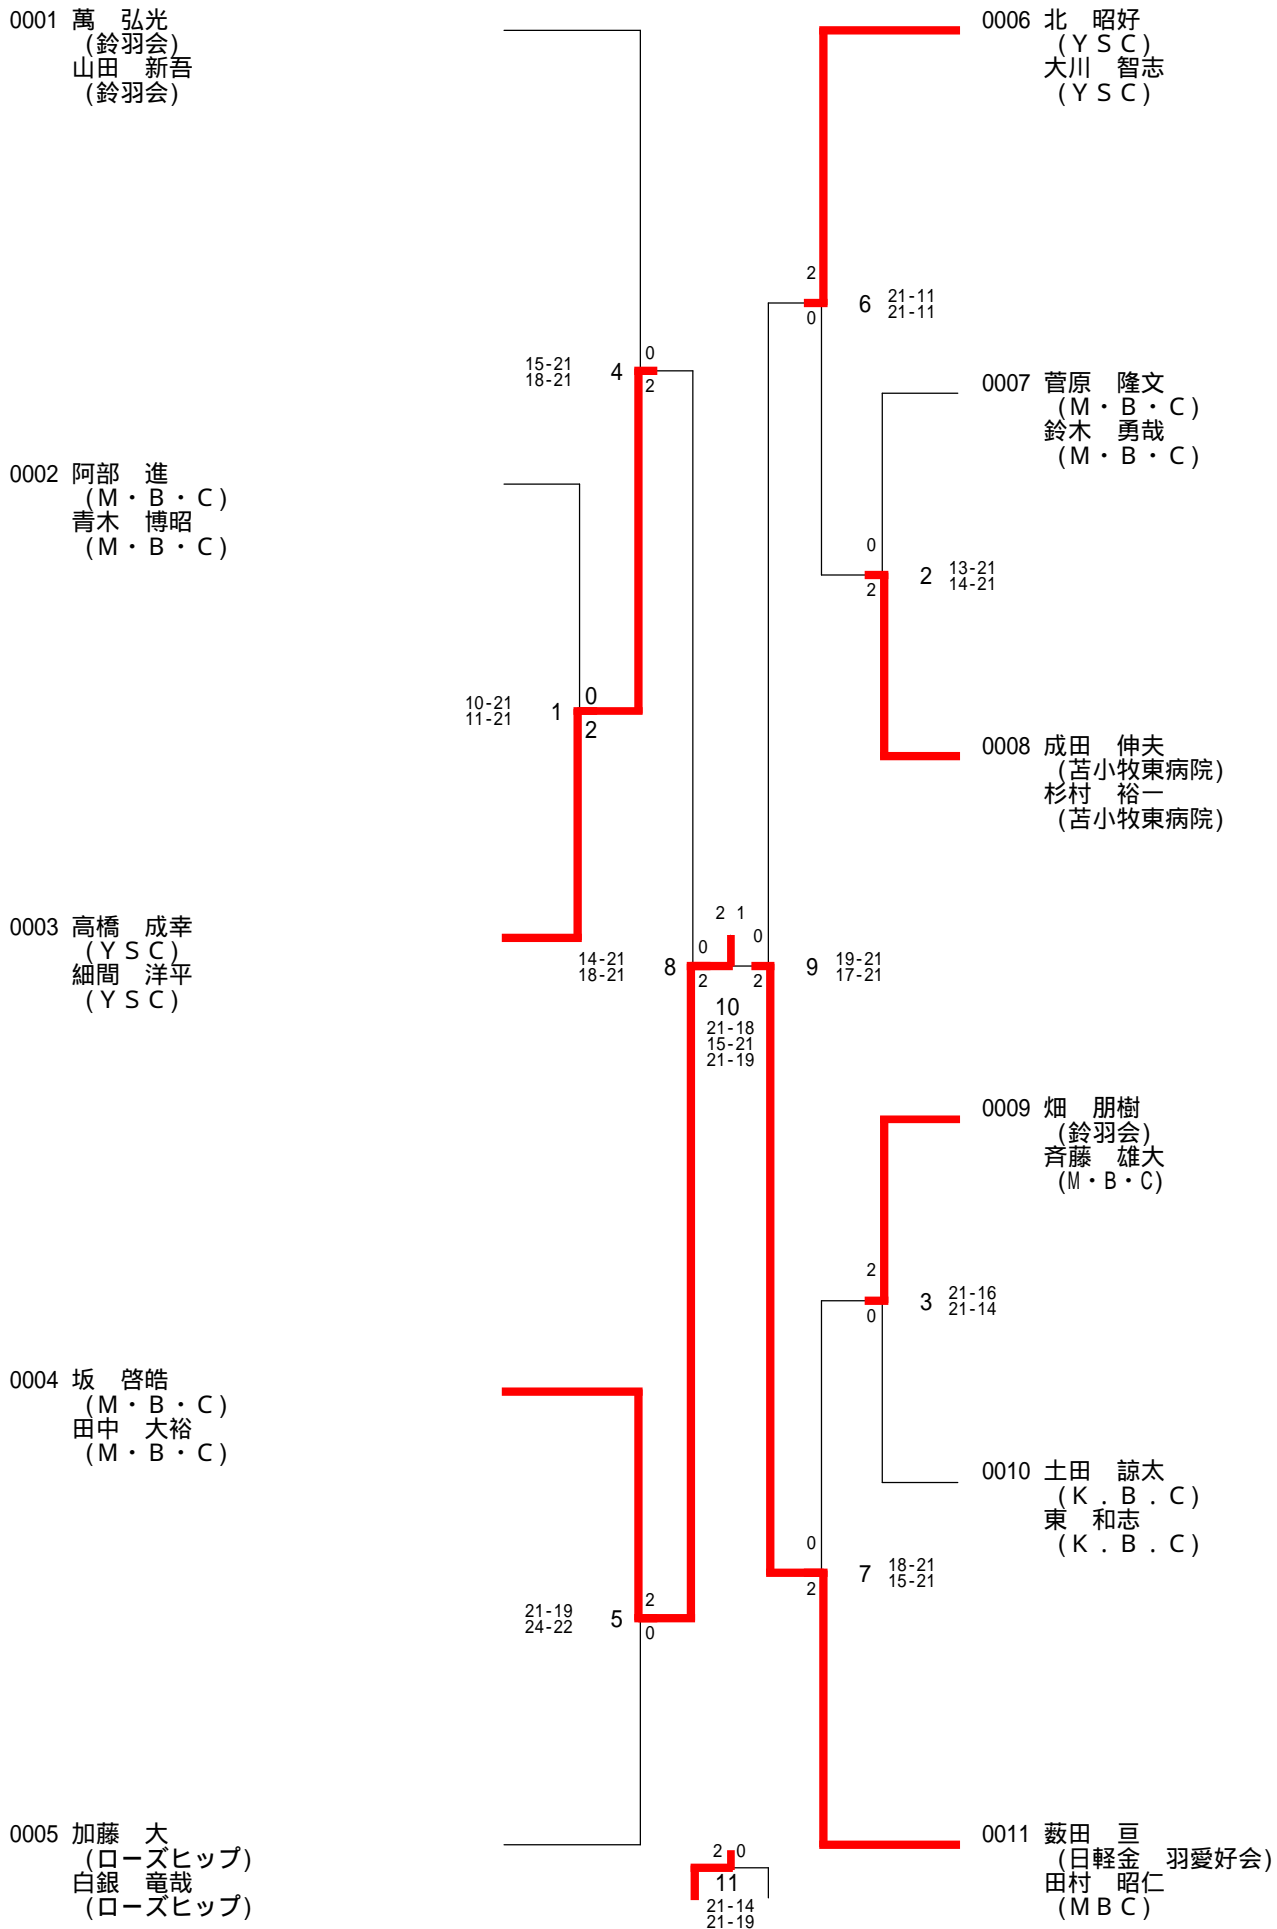 0001 萬　弘光
(鈴羽会)
山田　新吾
(鈴羽会)
0002 阿部　進
(Ｍ・Ｂ・Ｃ)
青木　博昭
(Ｍ・Ｂ・Ｃ)
0003 高橋　成幸
(ＹＳＣ)
細間　洋平
(ＹＳＣ)
0004 坂　啓皓
(Ｍ・Ｂ・Ｃ)
田中　大裕
(Ｍ・Ｂ・Ｃ)
0005 加藤　大
(ローズヒップ)
白銀　竜哉
(ローズヒップ)
15-21
18-21
4
0
2
10-21
11-21
1
0
2
14-21
18-21
8
0
2
21-19
24-22
5
2
0
2 1
10
21-18
15-21
21-19
2 0
11
21-14
21-19
2
0
6
21-11
21-11
0
2
2
13-21
14-21
0
2
9
19-21
17-21
2
0
3
21-16
21-14
0
2
7
18-21
15-21
0006 北　昭好
(ＹＳＣ)
大川　智志
(ＹＳＣ)
0007 菅原　隆文
(Ｍ・Ｂ・Ｃ)
鈴木　勇哉
(Ｍ・Ｂ・Ｃ)
0008 成田　伸夫
(苫小牧東病院)
杉村　裕一
(苫小牧東病院)
0009 畑　朋樹
(鈴羽会)
斉藤　雄大
(M・B・C)
0010 土田　諒太
(Ｋ．Ｂ．Ｃ)
東　和志
(Ｋ．Ｂ．Ｃ)
0011 薮田　亘
(日軽金　羽愛好会)
田村　昭仁
(ＭＢＣ)